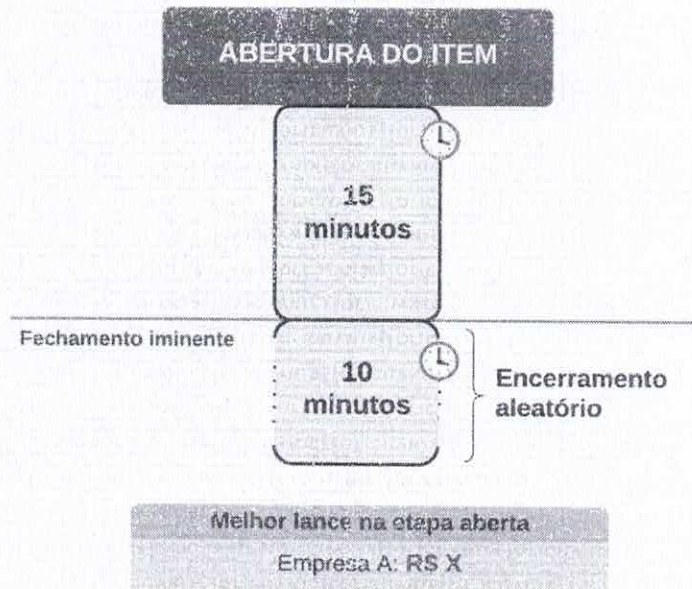 ABERTURA DO ITEM
15
minutos
Fechamento iminente
10
minutos
Encerramento
aleatório
Melhor lance na etapa aberta
Empresa A: RS X